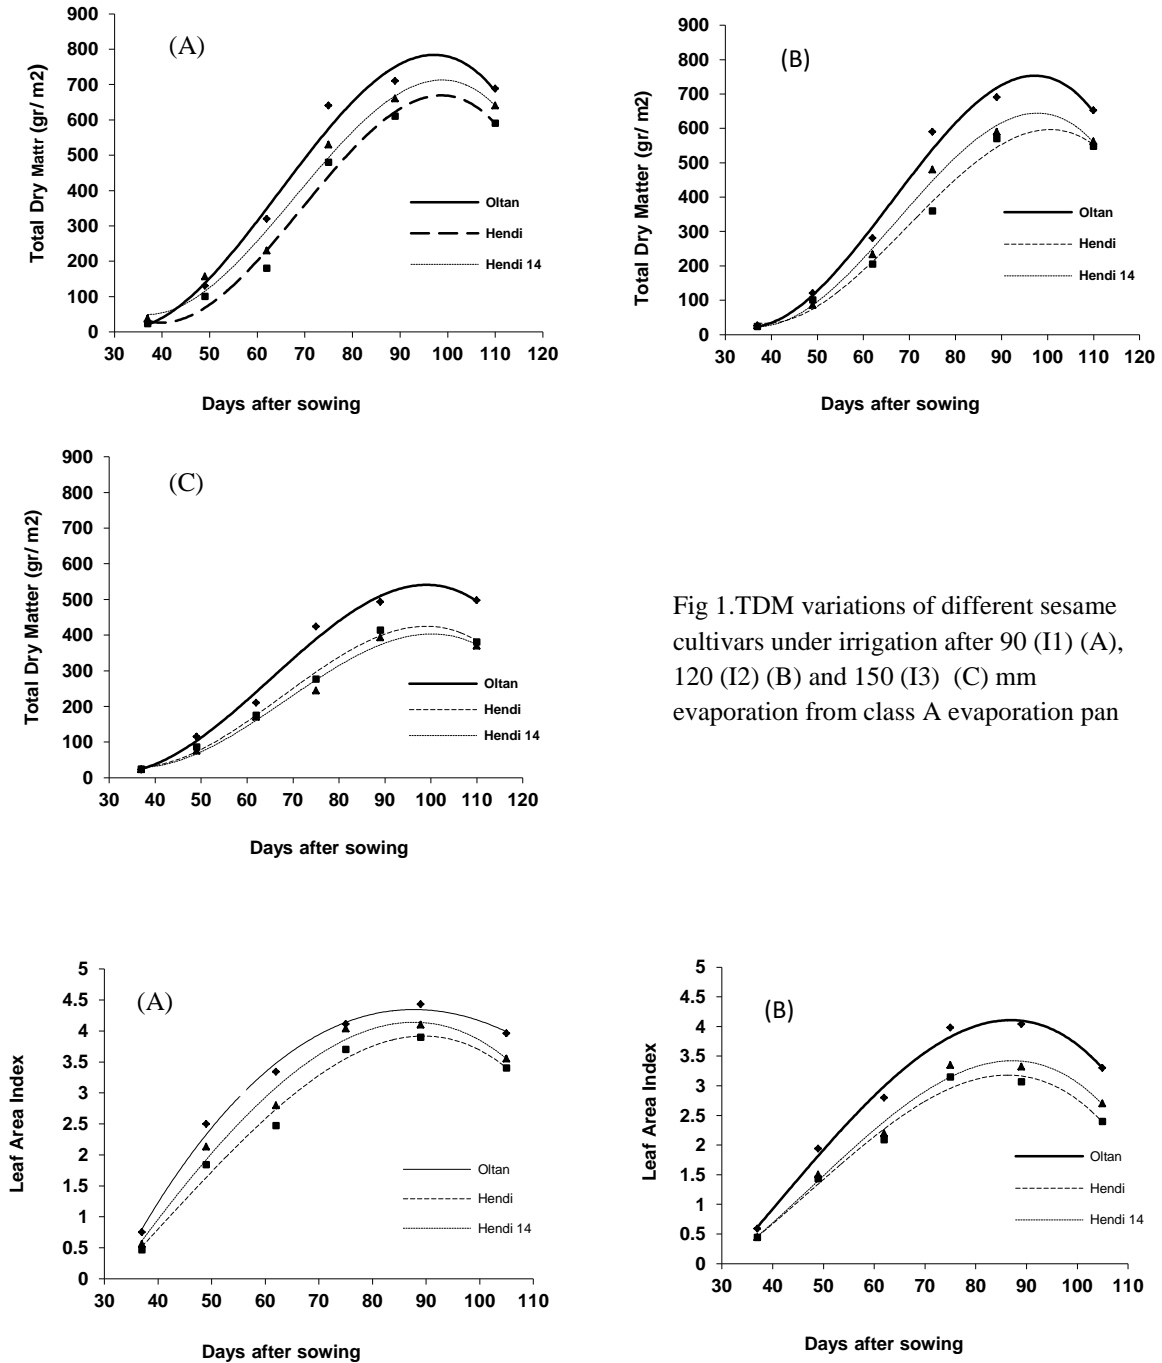 (A)
Total Dry Mattr (gr/ m2)
900
800
700
600
500
400
300
200
100
0
Oltan
Hendi
Hendi 14
30 40 50 60 70 80 90 100 110 120
Days after sowing
(B)
Total Dry Matter (gr/ m2)
900
800
700
600
500
400
300
200
100
0
Oltan
Hendi
Hendi 14
30 40 50 60 70 80 90 100 110 120
Days after sowing
(C)
Total Dry Matter (gr/ m2)
900
800
700
600
500
400
300
200
100
0
Oltan
Hendi
Hendi 14
30 40 50 60 70 80 90 100 110 120
Days after sowing
Fig 1.TDM variations of different sesame
cultivars under irrigation after 90 (I1) (A),
120 (I2) (B) and 150 (I3) (C) mm
evaporation from class A evaporation pan
(A)
Leaf Area Index
5
4.5
4
3.5
3
2.5
2
1.5
1
0.5
0
Oltan
Hendi
Hendi 14
30 40 50 60 70 80 90 100 110
Days after sowing
(B)
Leaf Area Index
5
4.5
4
3.5
3
2.5
2
1.5
1
0.5
0
Oltan
Hendi
Hendi 14
30 40 50 60 70 80 90 100 110
Days after sowing